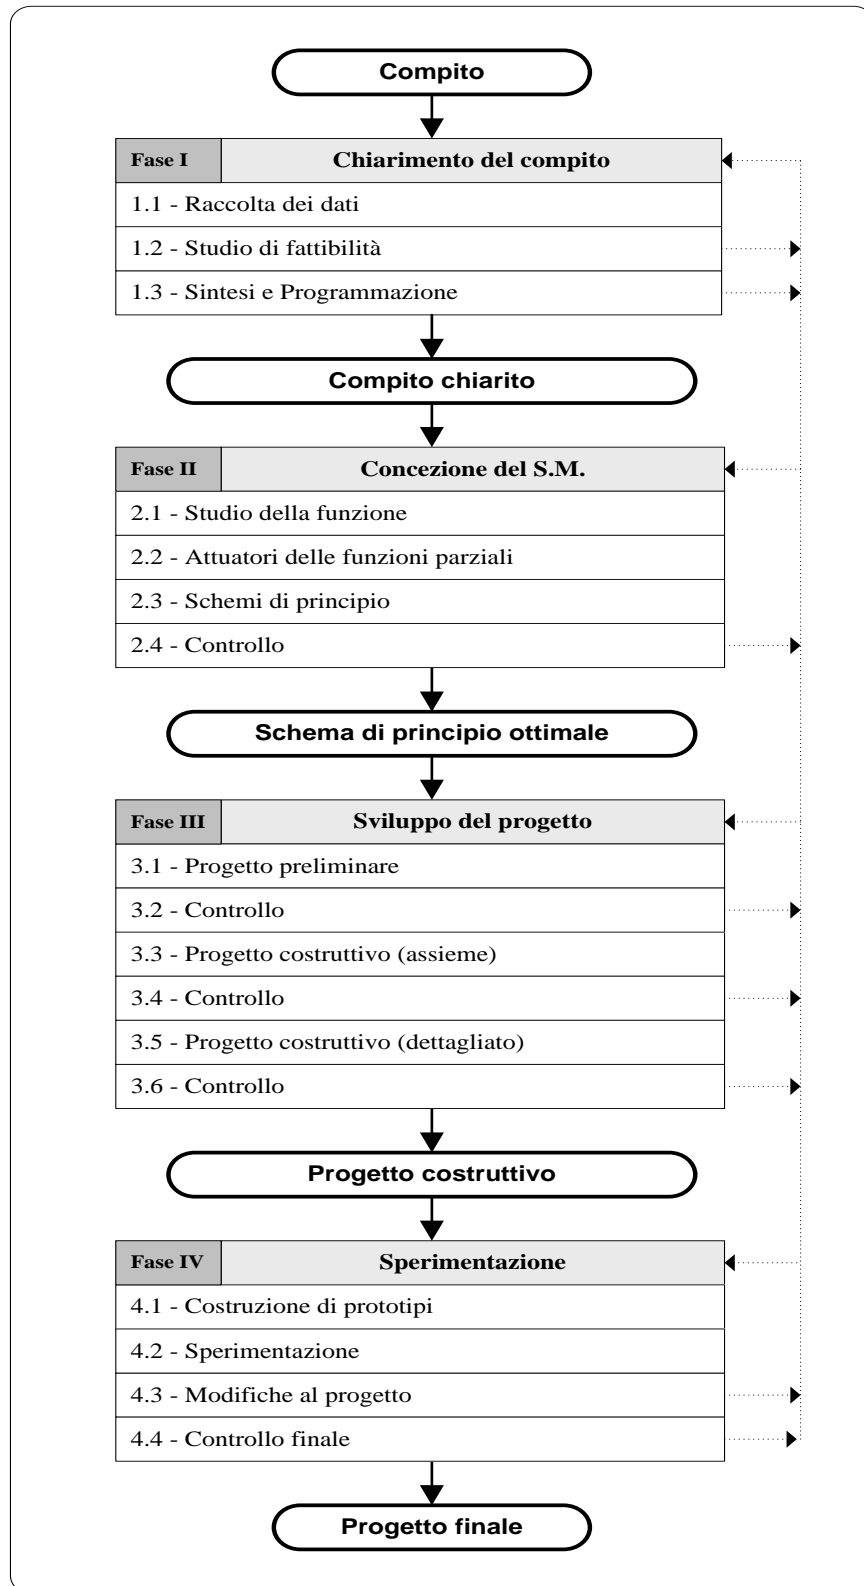 Compito
Fase I Chiarimento del compito
1.1 - Raccolta dei dati
1.2 - Studio di fattibilità
1.3 - Sintesi e Programmazione
Compito chiarito
Fase II Concezione del S.M.
2.1 - Studio della funzione
2.2 - Attuatori delle funzioni parziali
2.3 - Schemi di principio
2.4 - Controllo
Schema di principio ottimale
Fase III Sviluppo del progetto
3.1 - Progetto preliminare
3.2 - Controllo
3.3 - Progetto costruttivo (assieme)
3.4 - Controllo
3.5 - Progetto costruttivo (dettagliato)
3.6 - Controllo
Progetto costruttivo
Fase IV Sperimentazione
4.1 - Costruzione di prototipi
4.2 - Sperimentazione
4.3 - Modifiche al progetto
4.4 - Controllo finale
Progetto finale